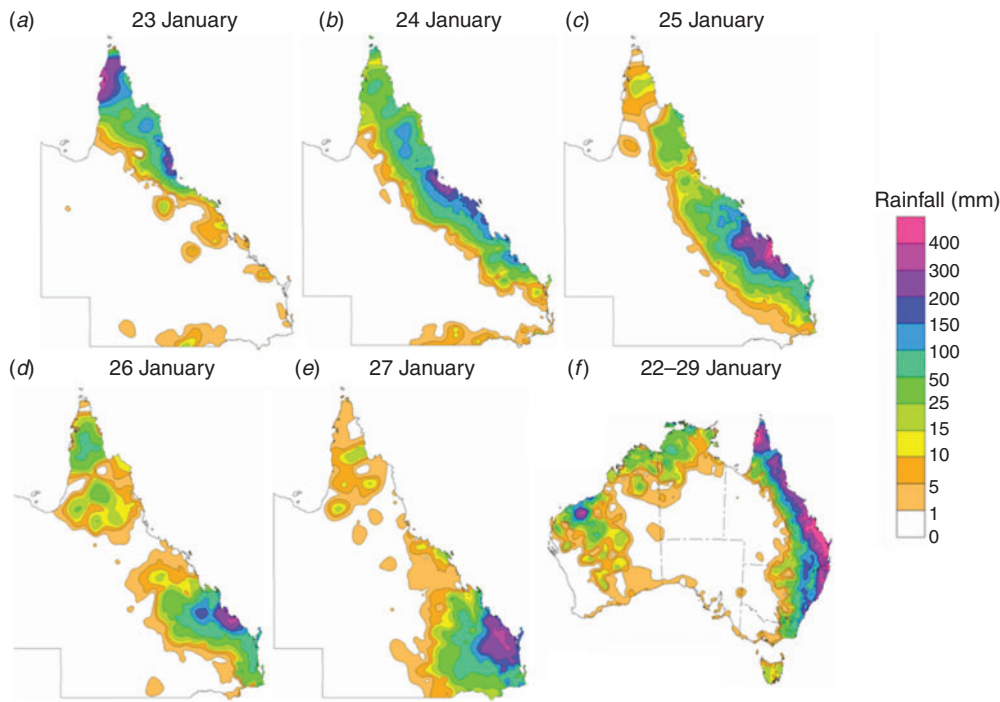 (a) 23 January
(b) 24 January
(c) 25 January
Rainfall (mm)
400
300
200
150
100
50
25
15
10
5
1
0
(d) 26 January
(e) 27 January
(f) 22–29 January